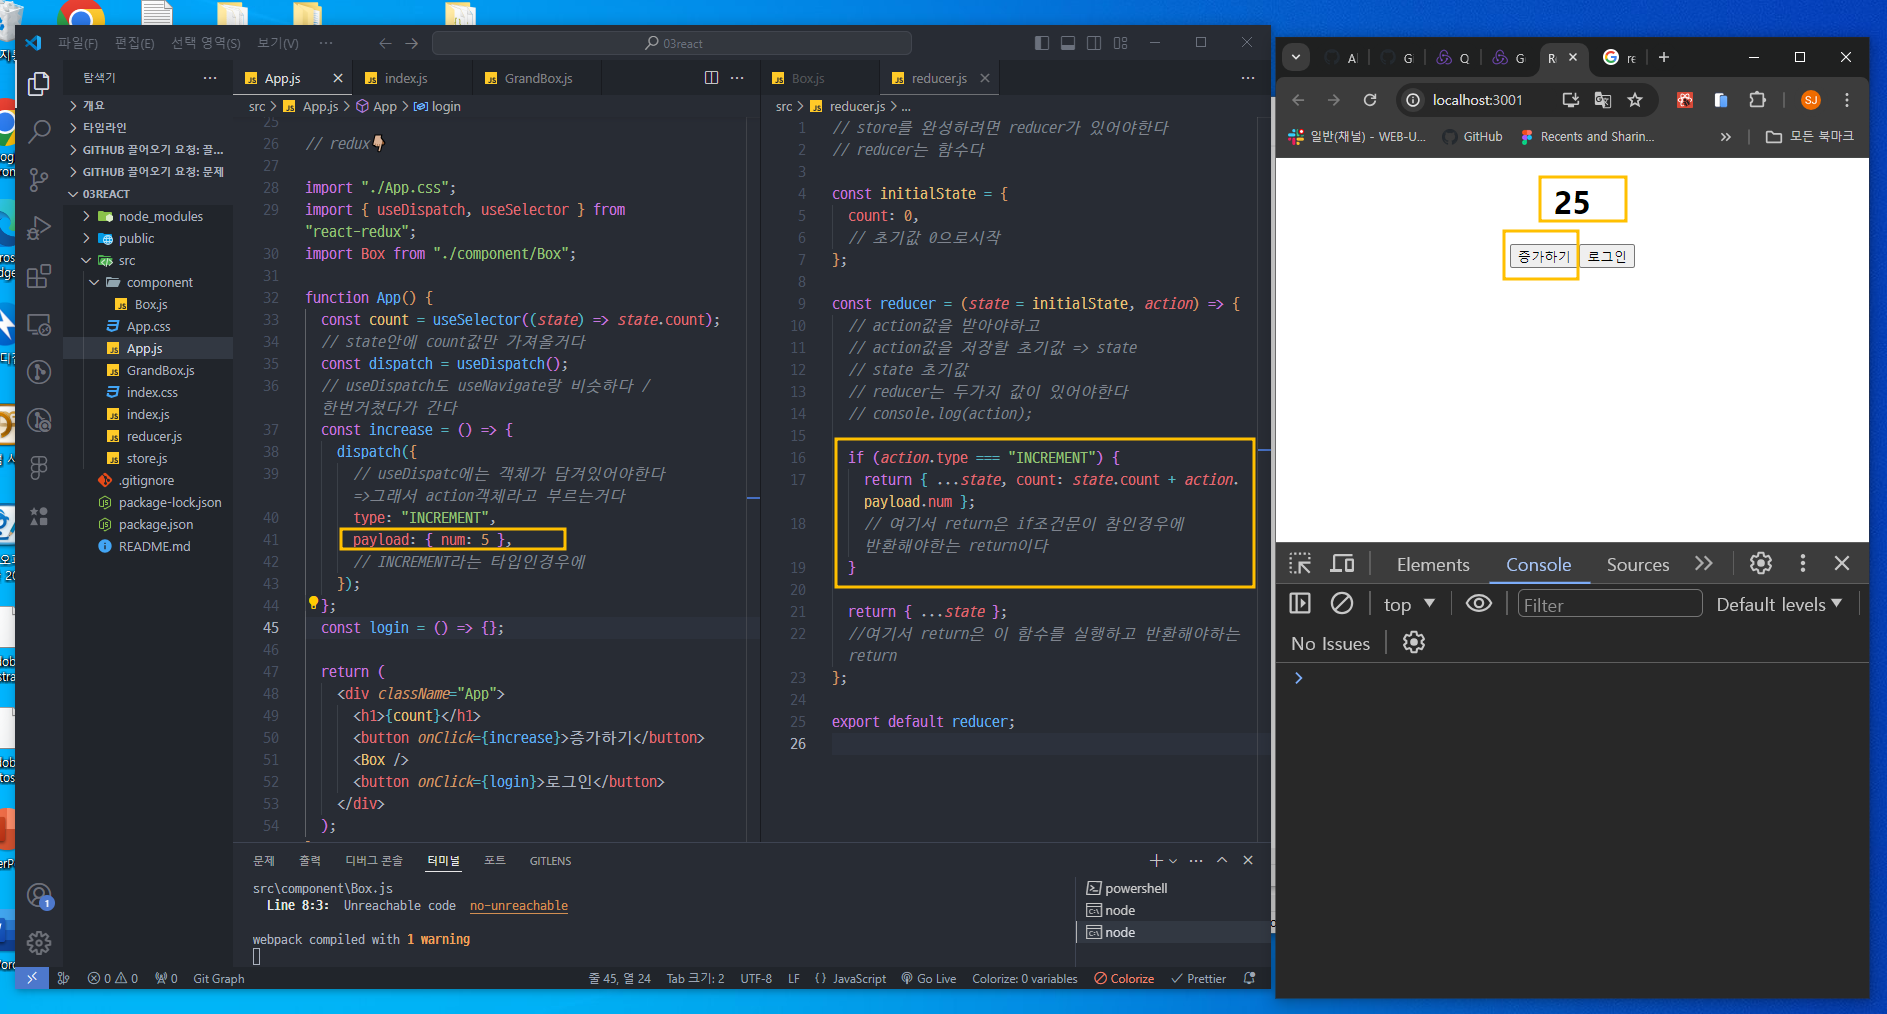 파일(F) 편집(E) 선택 영역(S) 보기(V) ··· 03react
탐색기
개요
타임라인
GITHUB 끌어오기 요청: 끌...
GITHUB 끌어오기 요청: 문제
03REACT
node_modules
public
src
component
Box.js
App.css
App.js
GrandBox.js
index.css
index.js
reducer.js
store.js
.gitignore
package-lock.json
package.json
README.md
App.js index.js GrandBox.js
src > App.js > App > login
25
26 // redux👇🏻
27
28 import "./App.css";
29 import { useDispatch, useSelector } from
"react-redux";
30 import Box from "./component/Box";
31
32 function App() {
33 const count = useSelector((state) => state.count);
34 // state안에 count값만 가져올거다
35 const dispatch = useDispatch();
36 // useDispatch도 useNavigate랑 비슷하다 /
한번거쳤다가 간다
37 const increase = () => {
38 dispatch({
39 // useDispatc에는 객체가 담겨있어야한다
=>그래서 action객체라고 부르는거다
40 type: "INCREMENT",
41 payload: { num: 5 },
42 // INCREMENT라는 타입인경우에
43 });
44 };
45 const login = () => {};
46
47 return (
48 <div className="App">
49 <h1>{count}</h1>
50 <button onClick={increase}>증가하기</button>
51 <Box />
52 <button onClick={login}>로그인</button>
53 </div>
54 );
Box.js reducer.js
src > reducer.js > ...
1 // store를 완성하려면 reducer가 있어야한다
2 // reducer는 함수다
3
4 const initialState = {
5 count: 0,
6 // 초기값 0으로시작
7 };
8
9 const reducer = (state = initialState, action) => {
10 // action값을 받아야하고
11 // action값을 저장할 초기값 => state
12 // state 초기값
13 // reducer는 두가지 값이 있어야한다
14 // console.log(action);
15
16 if (action.type === "INCREMENT") {
17 return { ...state, count: state.count + action.
payload.num };
18 // 여기서 return은 if조건문이 참인경우에
반환해야한는 return이다
19 }
20
21 return { ...state };
22 //여기서 return은 이 함수를 실행하고 반환해야하는
return
23 };
24
25 export default reducer;
26
문제 출력 디버그 콘솔 터미널 포트 GITLENS
src\component\Box.js
Line 8:3: Unreachable code no-unreachable
webpack compiled with 1 warning
powershell
node
node
1
0 0 0 Git Graph 줄 45, 열 24 Tab 크기: 2 UTF-8 LF {} JavaScript Go Live Colorize: 0 variables Colorize Prettier
localhost:3001 SJ
일반(채널) - WEB-U... GitHub Recents and Sharin... » 모든 북마크
25
증가하기 로그인
Elements Console Sources
top Filter Default levels
No Issues